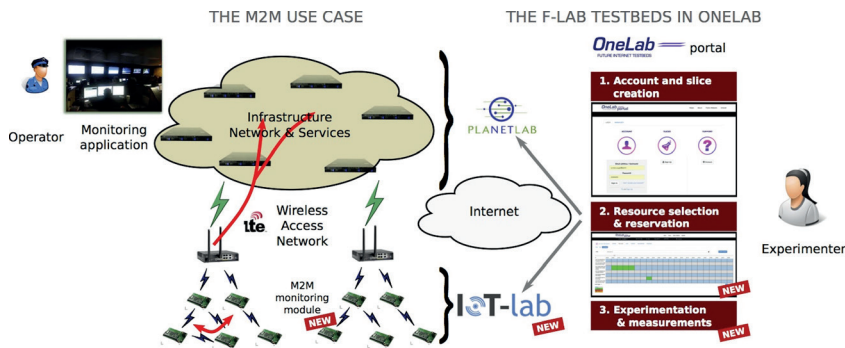 THE M2M USE CASE
THE F-LAB TESTBEDS IN ONELAB
OneLab
FUTURE INTERNET TESTBEDS
portal
Operator
Monitoring
application
Infrastructure
Network & Services
PLANETLAB
1. Account and slice
creation
lte
Wireless
Access
Network
Internet
2. Resource selection
& reservation
Experimenter
M2M
monitoring
module
NEW
IoT-lab
NEW
NEW
3. Experimentation
& measurements
NEW